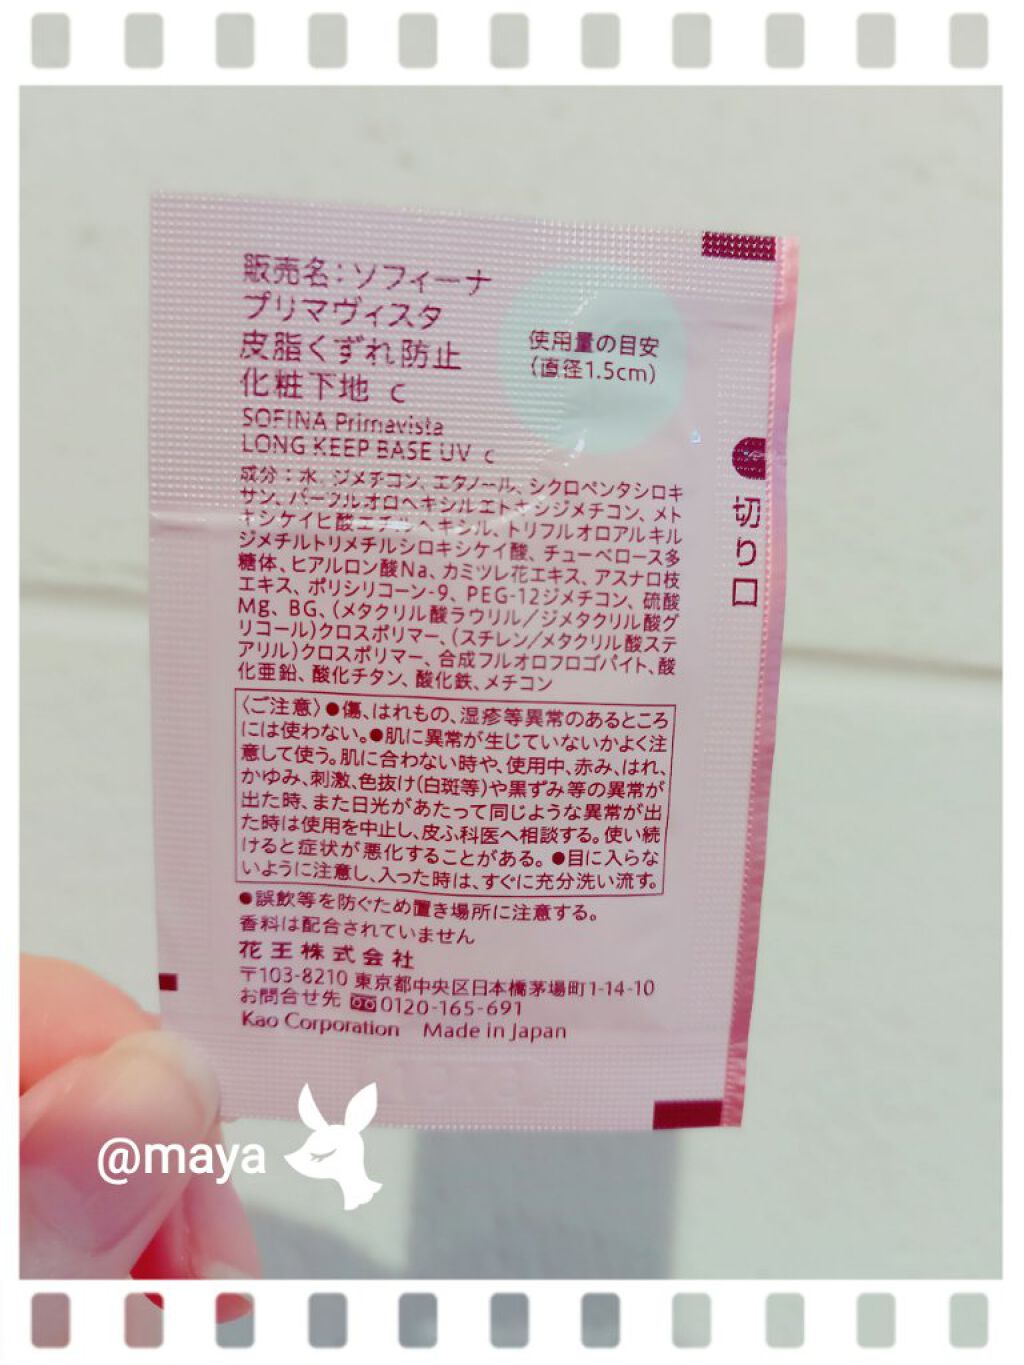 販売名：ソフィーナ
プリマヴィスタ
皮脂くずれ防止
化粧下地 c
SOFINA Primavista
LONG KEEP BASE UV c
使用量の目安
（直径1.5cm）
成分：水、ジメチコン、エタノール、シクロペンタシロキ
サン、パーフルオロヘキシルエトキシジメチコン、メト
キシケイヒ酸エチルヘキシル、トリフルオロアルキル
ジメチルトリメチルシロキシケイ酸、チューベロース多
糖体、ヒアルロン酸Na、カミツレ花エキス、アスナロ枝
エキス、ポリシリコーン-9、PEG-12ジメチコン、硫酸
Mg、BG、（メタクリル酸ラウリル／ジメタクリル酸グ
リコール）クロスポリマー、（スチレン／メタクリル酸ステ
アリル）クロスポリマー、合成フルオロフロゴパイト、酸
化亜鉛、酸化チタン、酸化鉄、メチコン
〈ご注意〉●傷、はれもの、湿疹等異常のあるところ
には使わない。●肌に異常が生じていないかよく注
意して使う。肌に合わない時や、使用中、赤み、はれ、
かゆみ、刺激、色抜け（白斑等）や黒ずみ等の異常が
出た時、また日光があたって同じような異常が出
た時は使用を中止し、皮ふ科医へ相談する。使い続
けると症状が悪化することがある。●目に入らな
いように注意し、入った時は、すぐに充分洗い流す。
●誤飲等を防ぐため置き場所に注意する。
香料は配合されていません
花王株式会社
〒103-8210 東京都中央区日本橋茅場町1-14-10
お問合せ先 0120-165-691
Kao Corporation Made in Japan
切り口
@maya